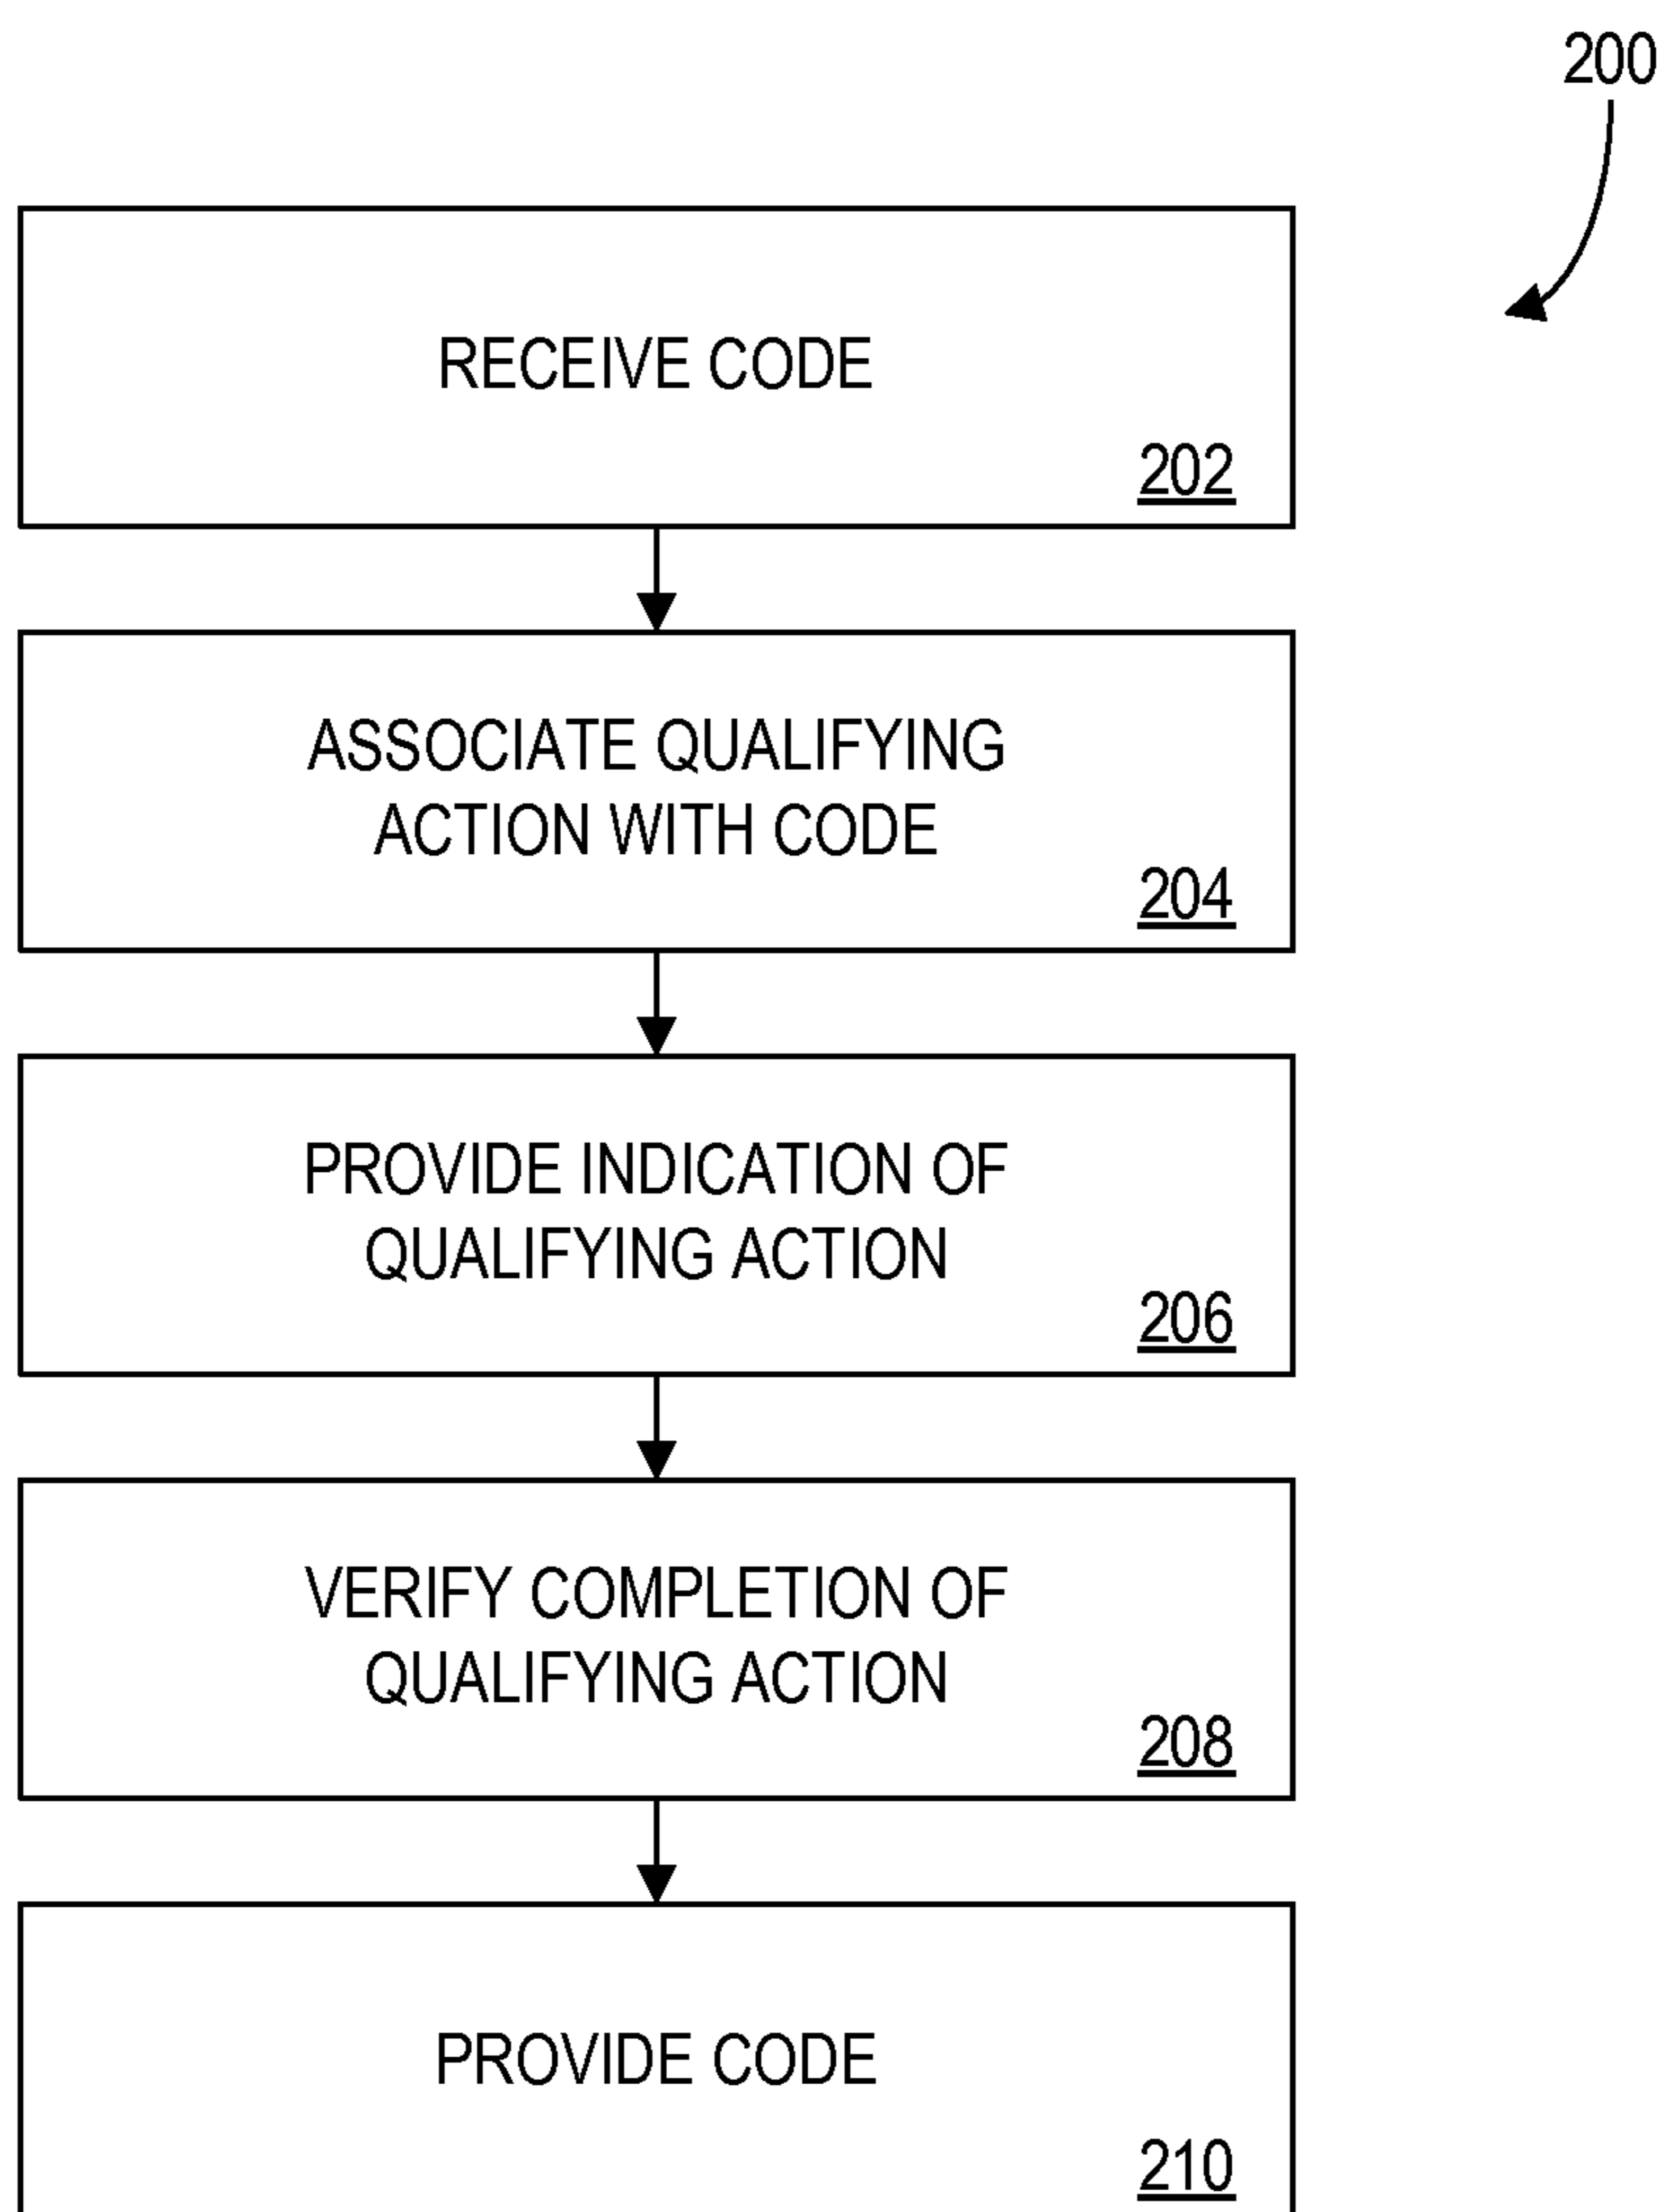 200
RECEIVE CODE
202
ASSOCIATE QUALIFYING
ACTION WITH CODE
204
PROVIDE INDICATION OF
QUALIFYING ACTION
206
VERIFY COMPLETION OF
QUALIFYING ACTION
208
PROVIDE CODE
210